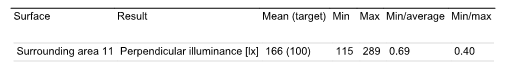 Surface Result Mean (target) Min Max Min/average Min/max
Surrounding area 11 Perpendicular illuminance [lx] 166 (100) 115 289 0.69 0.40